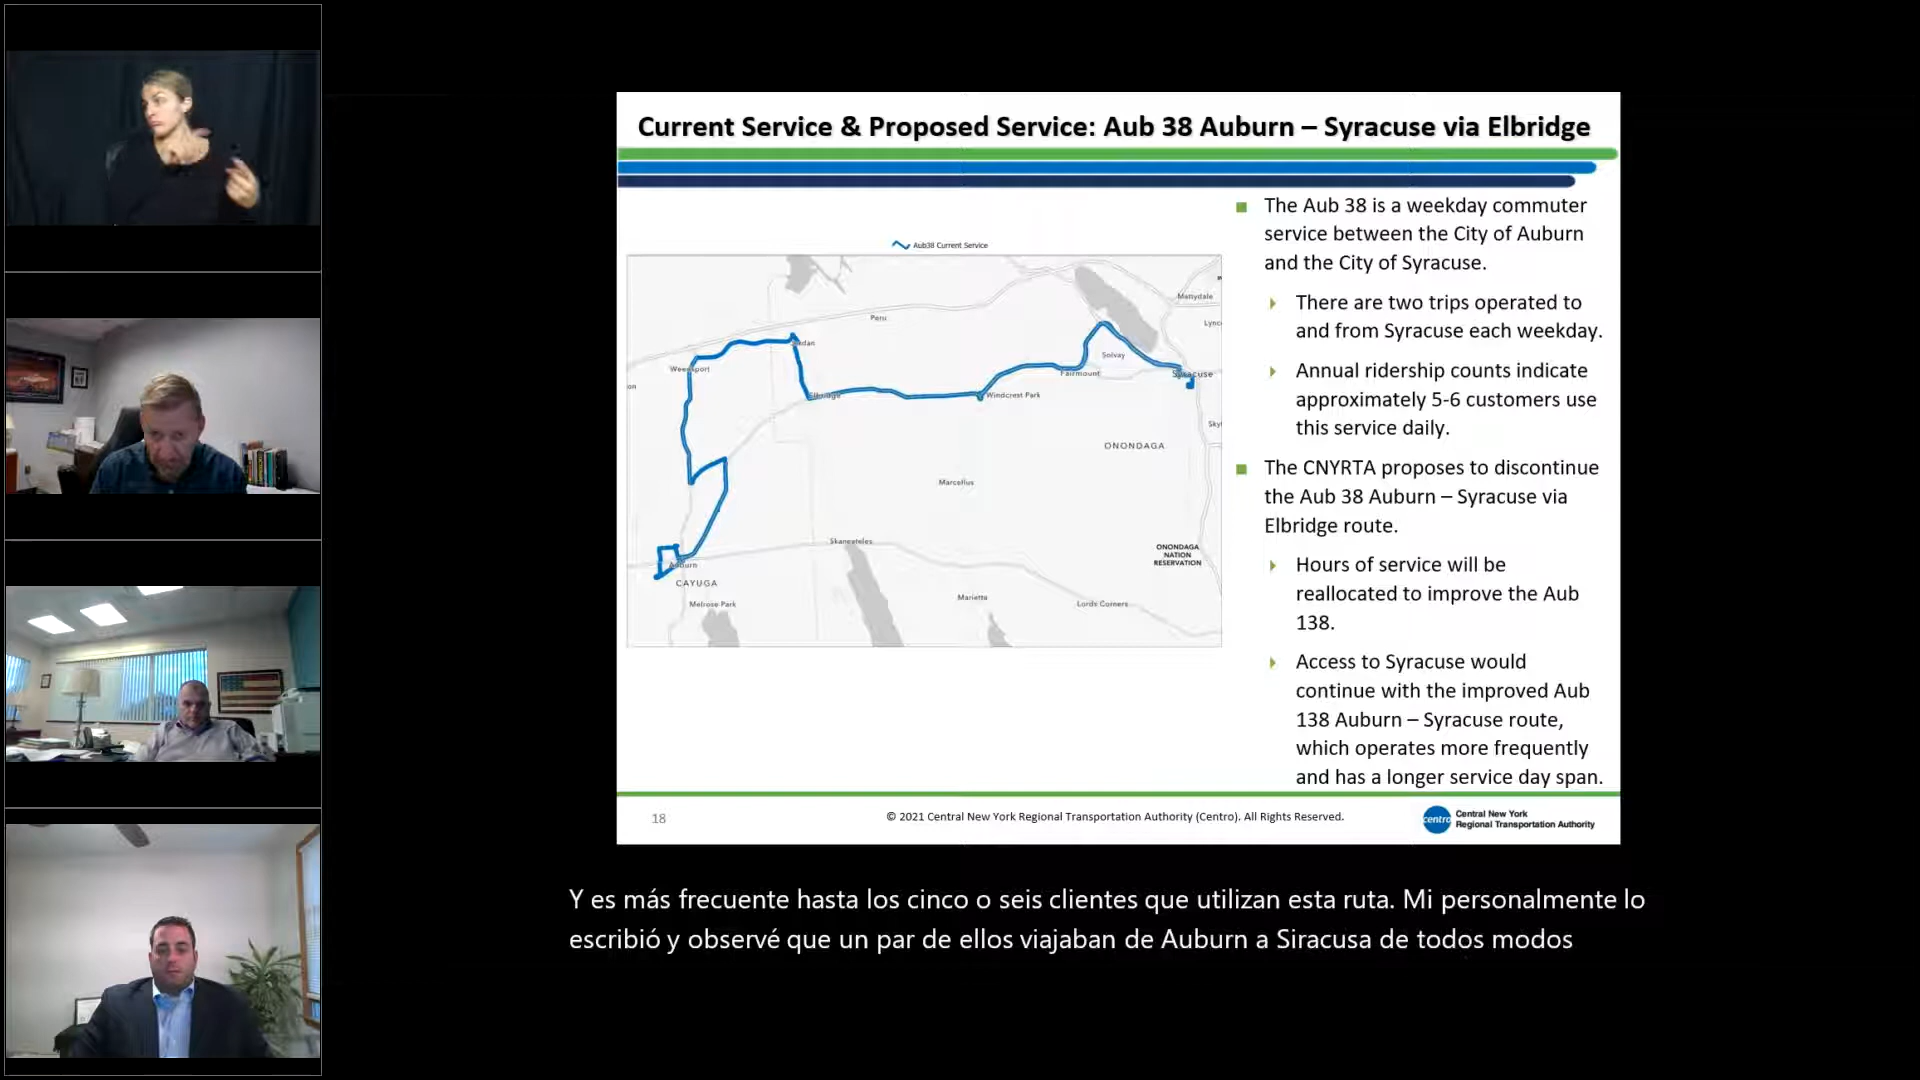 Current Service & Proposed Service: Aub 38 Auburn – Syracuse via Elbridge
Aub38 Current Service
Mattydale
Peru
Jordan
Solvay
Weedsport
Fairmount
Syracuse
Elbridge
Windcrest Park
ONONDAGA
Marcellus
Skaneateles
ONONDAGA
NATION
RESERVATION
Auburn
CAYUGA
Melrose Park
Marietta
Lords Corners
The Aub 38 is a weekday commuter
service between the City of Auburn
and the City of Syracuse.
There are two trips operated to
and from Syracuse each weekday.
Annual ridership counts indicate
approximately 5-6 customers use
this service daily.
The CNYRTA proposes to discontinue
the Aub 38 Auburn – Syracuse via
Elbridge route.
Hours of service will be
reallocated to improve the Aub
138.
Access to Syracuse would
continue with the improved Aub
138 Auburn – Syracuse route,
which operates more frequently
and has a longer service day span.
18
© 2021 Central New York Regional Transportation Authority (Centro). All Rights Reserved.
centro
Central New York
Regional Transportation Authority
Y es más frecuente hasta los cinco o seis clientes que utilizan esta ruta. Mi personalmente lo
escribió y observé que un par de ellos viajaban de Auburn a Siracusa de todos modos